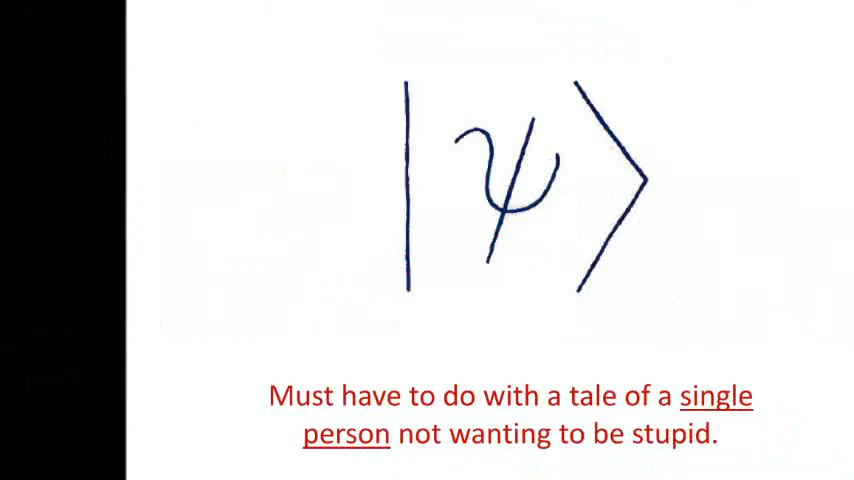 |ψ⟩
Must have to do with a tale of a single
person not wanting to be stupid.